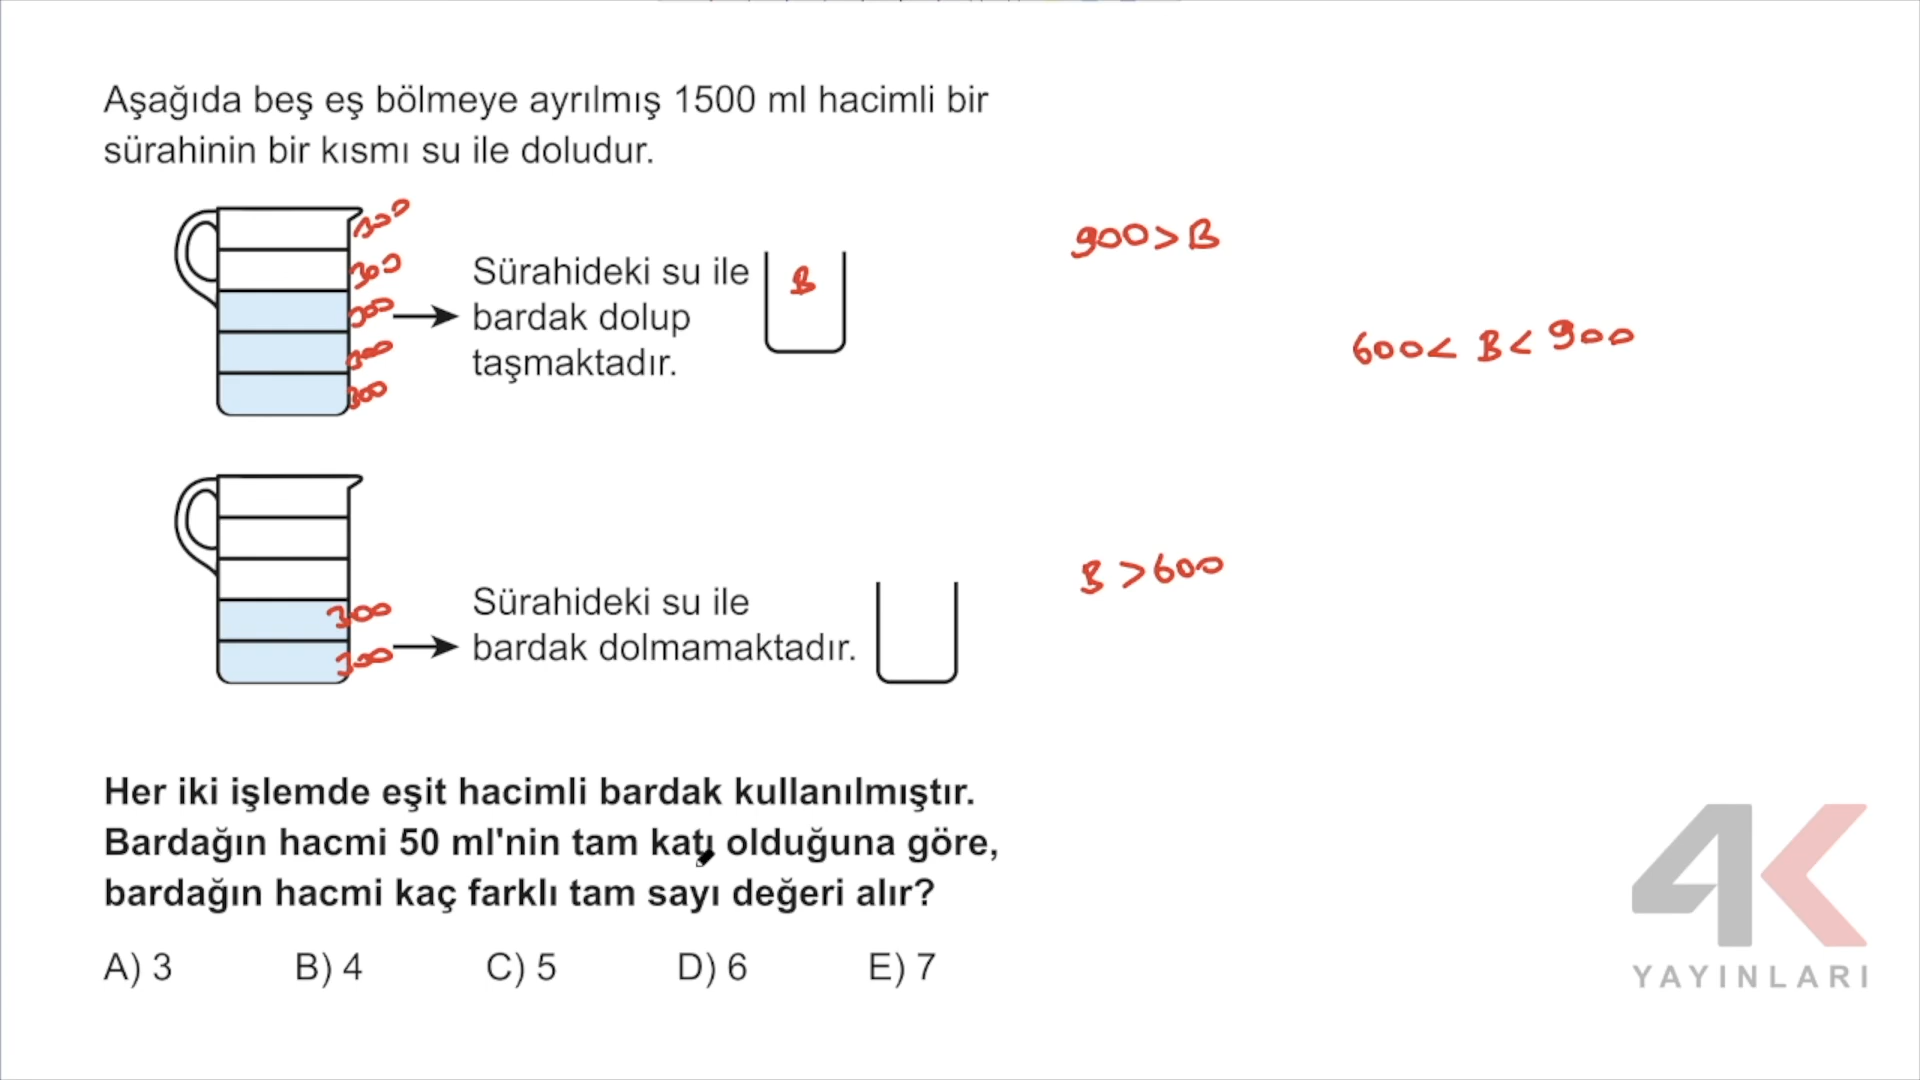 Aşağıda beş eş bölmeye ayrılmış 1500 ml hacimli bir
sürahinin bir kısmı su ile doludur.
300
300
300
300
300
Sürahideki su ile
bardak dolup
taşmaktadır.
B
900 > B
600 < B < 900
300
300
Sürahideki su ile
bardak dolmamaktadır.
B > 600
Her iki işlemde eşit hacimli bardak kullanılmıştır.
Bardağın hacmi 50 ml'nin tam katı olduğuna göre,
bardağın hacmi kaç farklı tam sayı değeri alır?
A) 3 B) 4 C) 5 D) 6 E) 7
4K
YAYINLARI